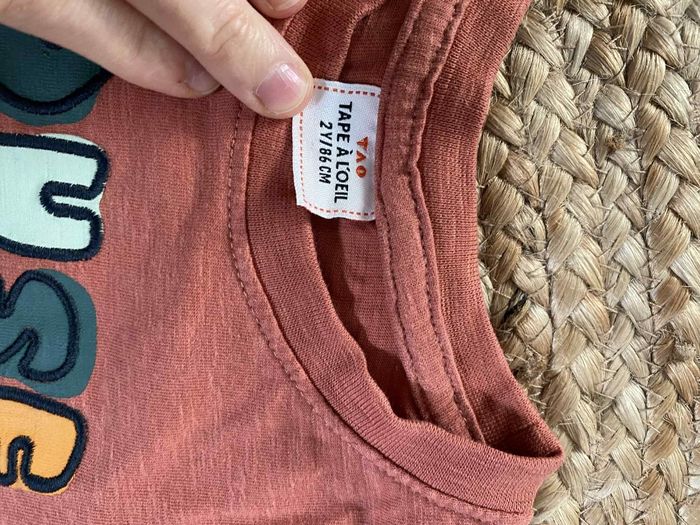 TAO
TAPE À L'OEIL
2Y/86 CM